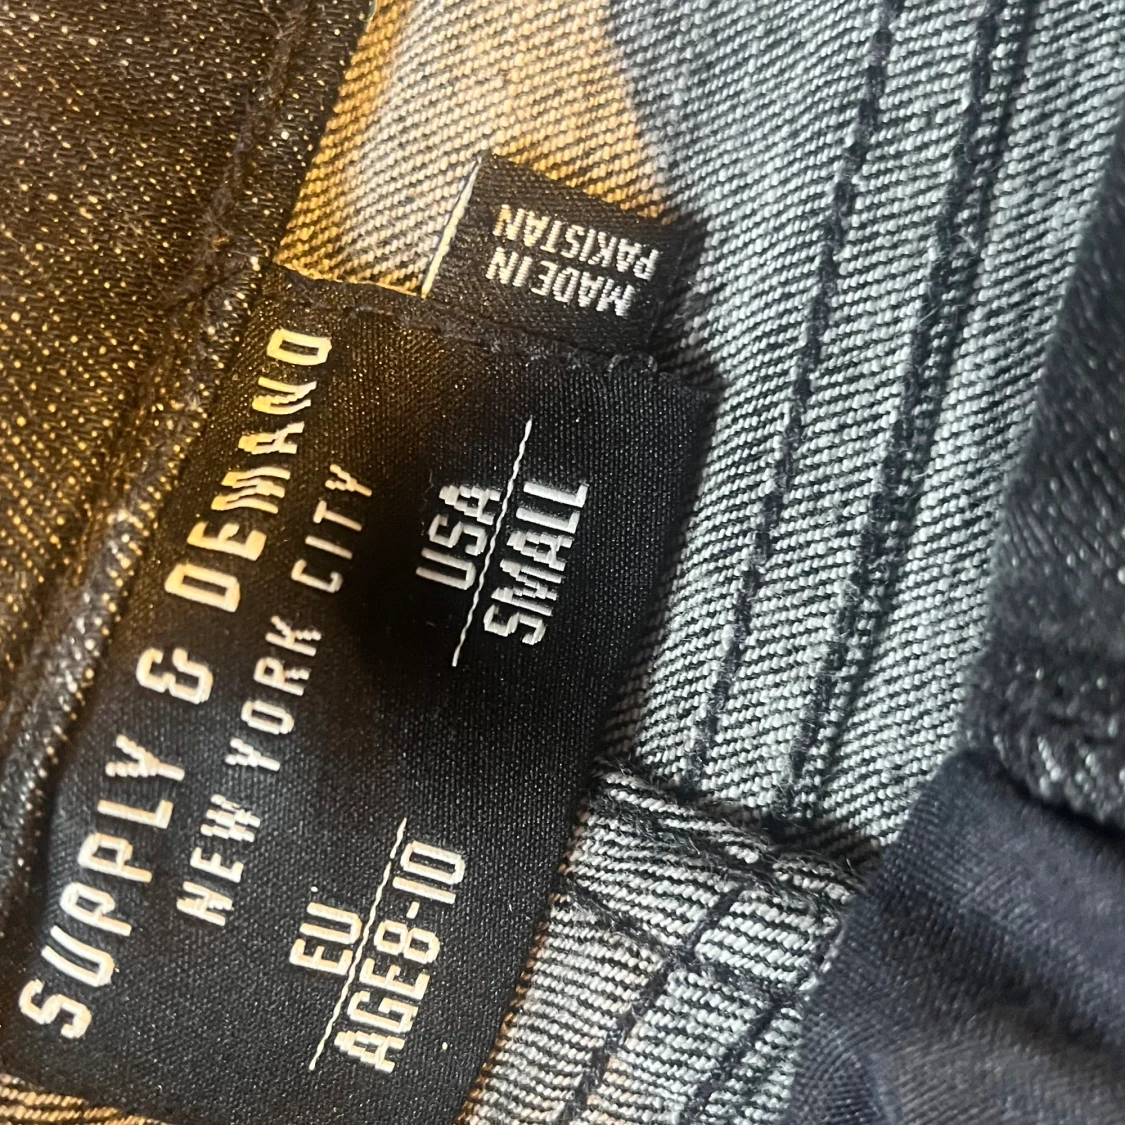 SUPPLY & DEMAND
NEW YORK CITY
EU
AGE8-10
USA
SMALL
MADE IN
PAKISTAN